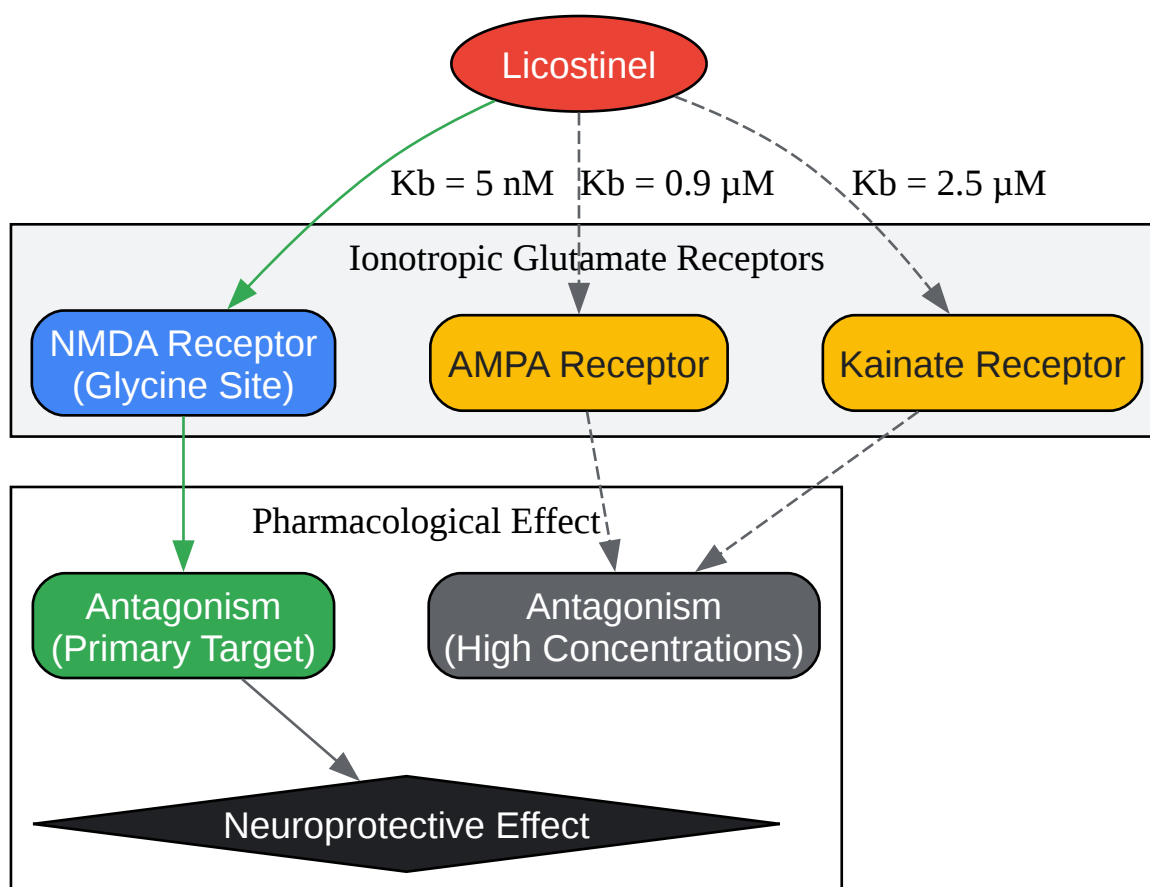 Licostinel
Kb = 5 nM
Kb = 0.9 µM
Kb = 2.5 µM
Ionotropic Glutamate Receptors
NMDA Receptor
(Glycine Site)
AMPA Receptor
Kainate Receptor
Pharmacological Effect
Antagonism
(Primary Target)
Antagonism
(High Concentrations)
Neuroprotective Effect